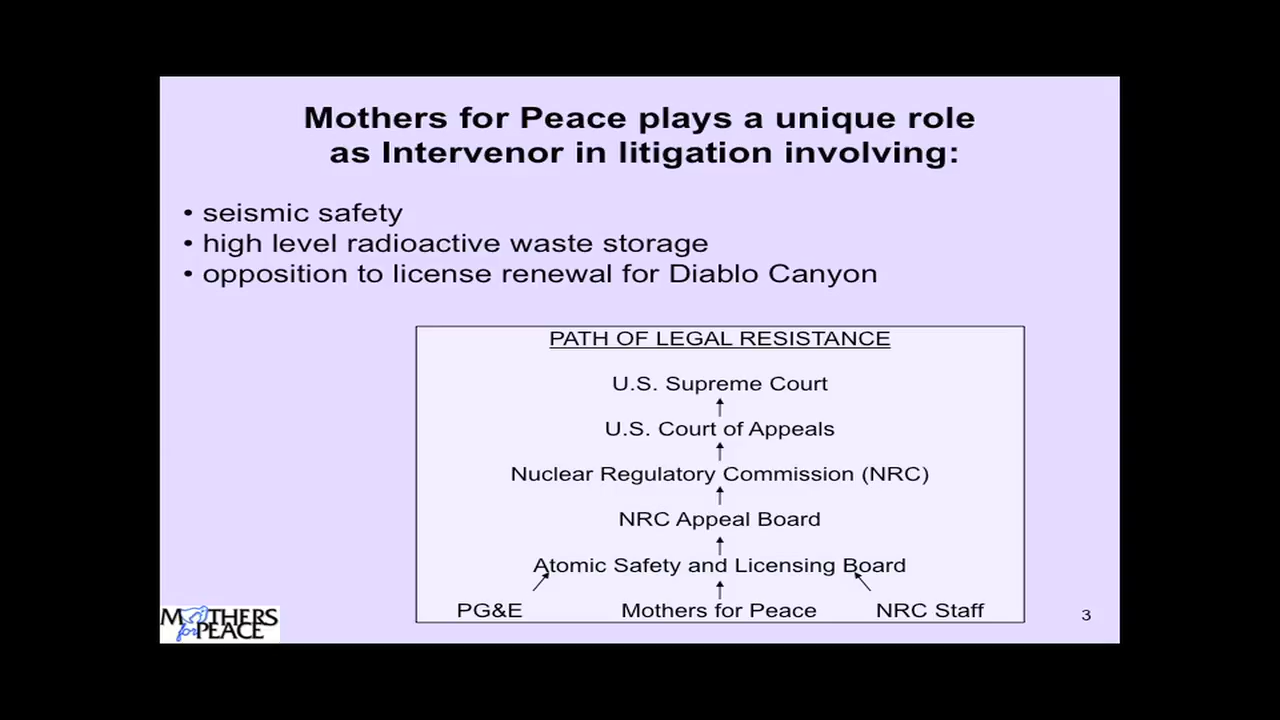 Mothers for Peace plays a unique role
as Intervenor in litigation involving:
• seismic safety
• high level radioactive waste storage
• opposition to license renewal for Diablo Canyon
PATH OF LEGAL RESISTANCE
U.S. Supreme Court
U.S. Court of Appeals
Nuclear Regulatory Commission (NRC)
NRC Appeal Board
Atomic Safety and Licensing Board
PG&E Mothers for Peace NRC Staff
MOTHERS
for PEACE
3